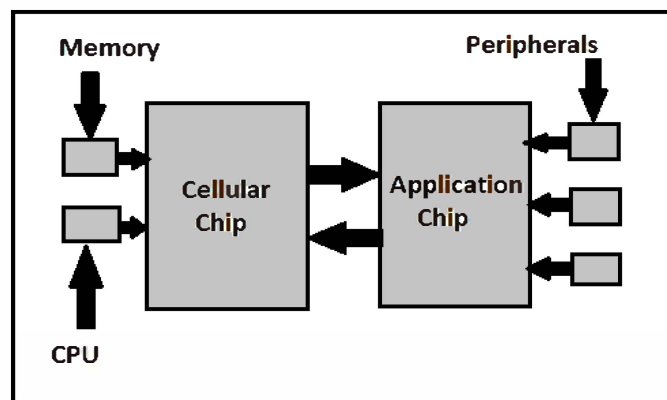 Memory
Peripherals
Cellular
Chip
Application
Chip
CPU